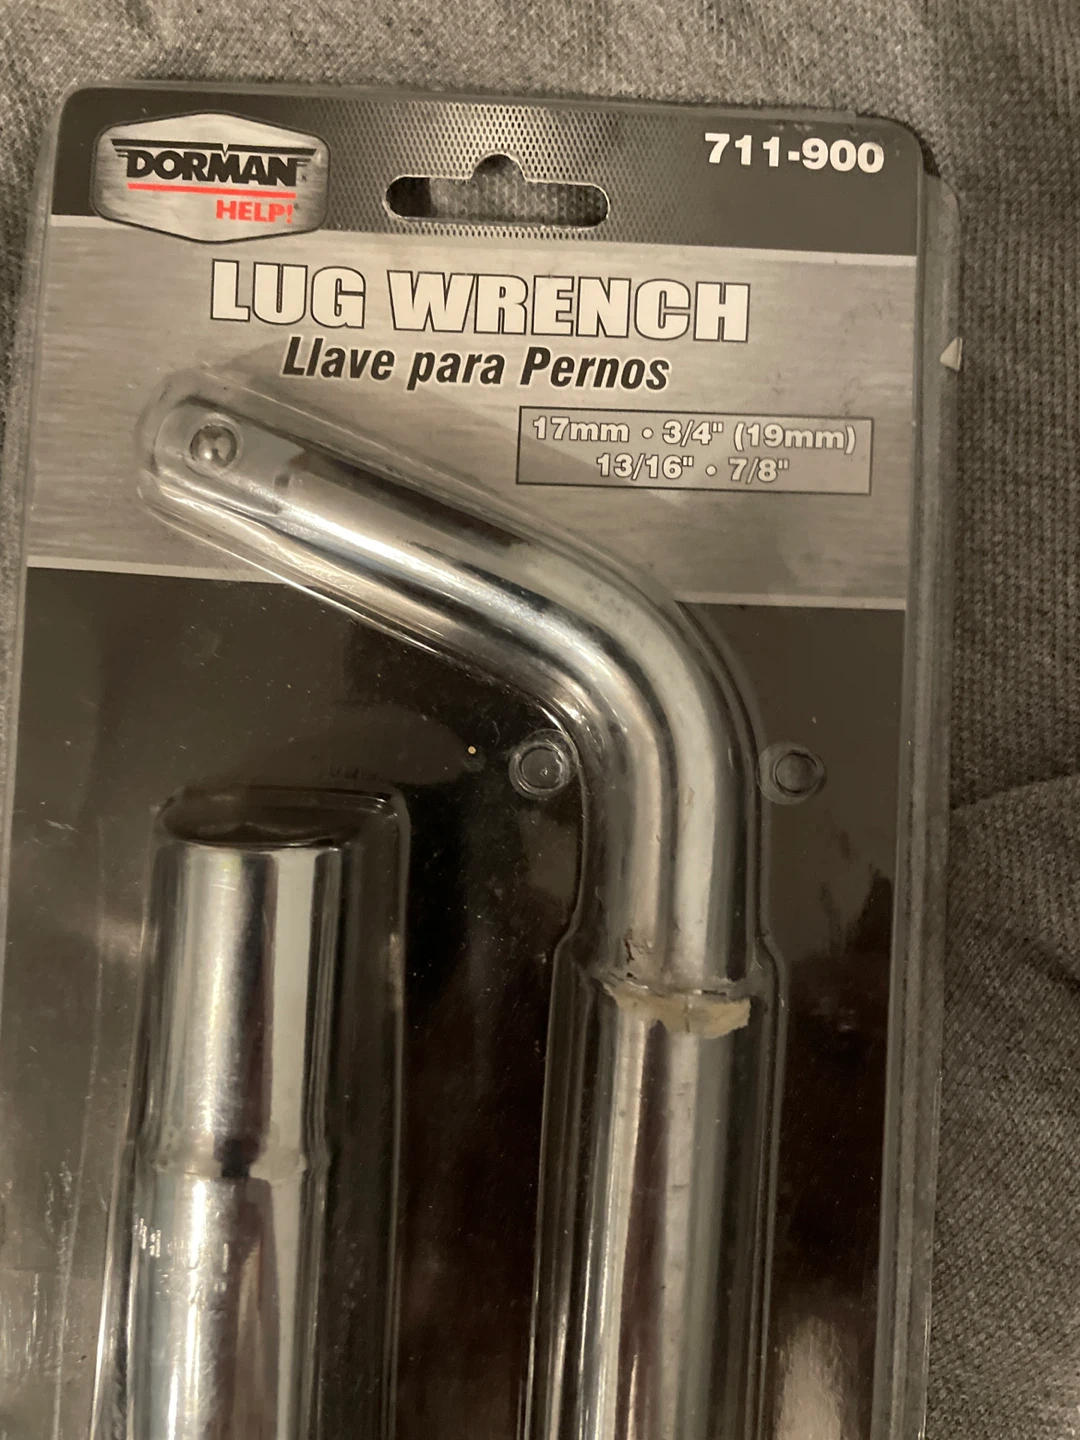 DORMAN
HELP!
711-900
LUG WRENCH
Llave para Pernos
17mm • 3/4" (19mm)
13/16" • 7/8"